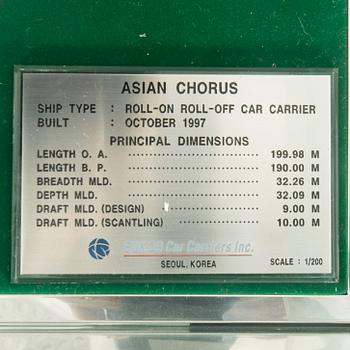 ASIAN CHORUS
SHIP TYPE : ROLL-ON ROLL-OFF CAR CARRIER
BUILT : OCTOBER 1997
PRINCIPAL DIMENSIONS
LENGTH O. A. 199.98 M
LENGTH B. P. 190.00 M
BREADTH MLD. 32.26 M
DEPTH MLD. 32.09 M
DRAFT MLD. (DESIGN) 9.00 M
DRAFT MLD. (SCANTLING) 10.00 M
Car Carriers Inc.
SEOUL, KOREA SCALE : 1/200